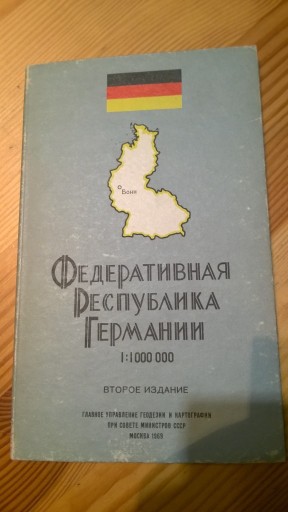 Бонн
Федеративная
Республика
Германии
1:1 000 000
ВТОРОЕ ИЗДАНИЕ
ГЛАВНОЕ УПРАВЛЕНИЕ ГЕОДЕЗИИ И КАРТОГРАФИИ
ПРИ СОВЕТЕ МИНИСТРОВ СССР
МОСКВА 1969